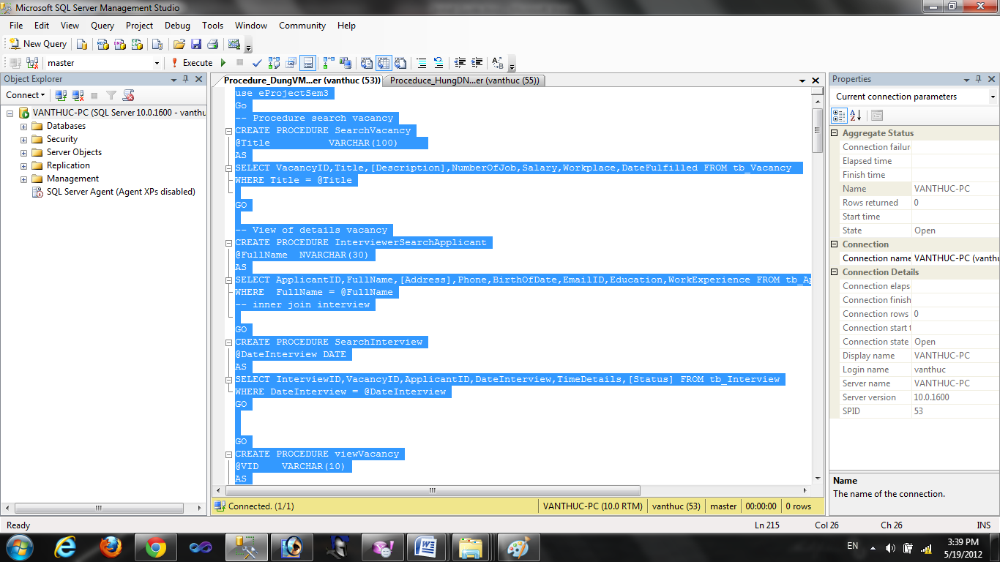 Microsoft SQL Server Management Studio
File Edit View Query Project Debug Tools Window Community Help
New Query
master Execute
Object Explorer
Connect
VANTHUC-PC (SQL Server 10.0.1600 - vanthu
Databases
Security
Server Objects
Replication
Management
SQL Server Agent (Agent XPs disabled)
Procedure_DungVM...er (vanthuc (53)) Proceduce_HungDN...er (vanthuc (55))
use eProjectSem3
Go
-- Procedure search vacancy
CREATE PROCEDURE SearchVacancy
@Title VARCHAR(100)
AS
SELECT VacancyID,Title,[Description],NumberOfJob,Salary,Workplace,DateFulfilled FROM tb_Vacancy
WHERE Title = @Title
GO
-- View of details vacancy
CREATE PROCEDURE InterviewerSearchApplicant
@FullName NVARCHAR(30)
AS
SELECT ApplicantID,FullName,[Address],Phone,BirthOfDate,EmailID,Education,WorkExperience FROM tb_Ap
WHERE FullName = @FullName
-- inner join interview
GO
CREATE PROCEDURE SearchInterview
@DateInterview DATE
AS
SELECT InterviewID,VacancyID,ApplicantID,DateInterview,TimeDetails,[Status] FROM tb_Interview
WHERE DateInterview = @DateInterview
GO
GO
CREATE PROCEDURE viewVacancy
@VID VARCHAR(10)
AS
Connected. (1/1) VANTHUC-PC (10.0 RTM) vanthuc (53) master 00:00:00 0 rows
Properties
Current connection parameters
Aggregate Status
Connection failur
Elapsed time
Finish time
Name VANTHUC-PC
Rows returned 0
Start time
State Open
Connection
Connection name VANTHUC-PC (vanthu
Connection Details
Connection elaps
Connection finish
Connection rows 0
Connection start t
Connection state Open
Display name VANTHUC-PC
Login name vanthuc
Server name VANTHUC-PC
Server version 10.0.1600
SPID 53
Name
The name of the connection.
Ready Ln 215 Col 26 Ch 26 INS
EN 3:39 PM
5/19/2012